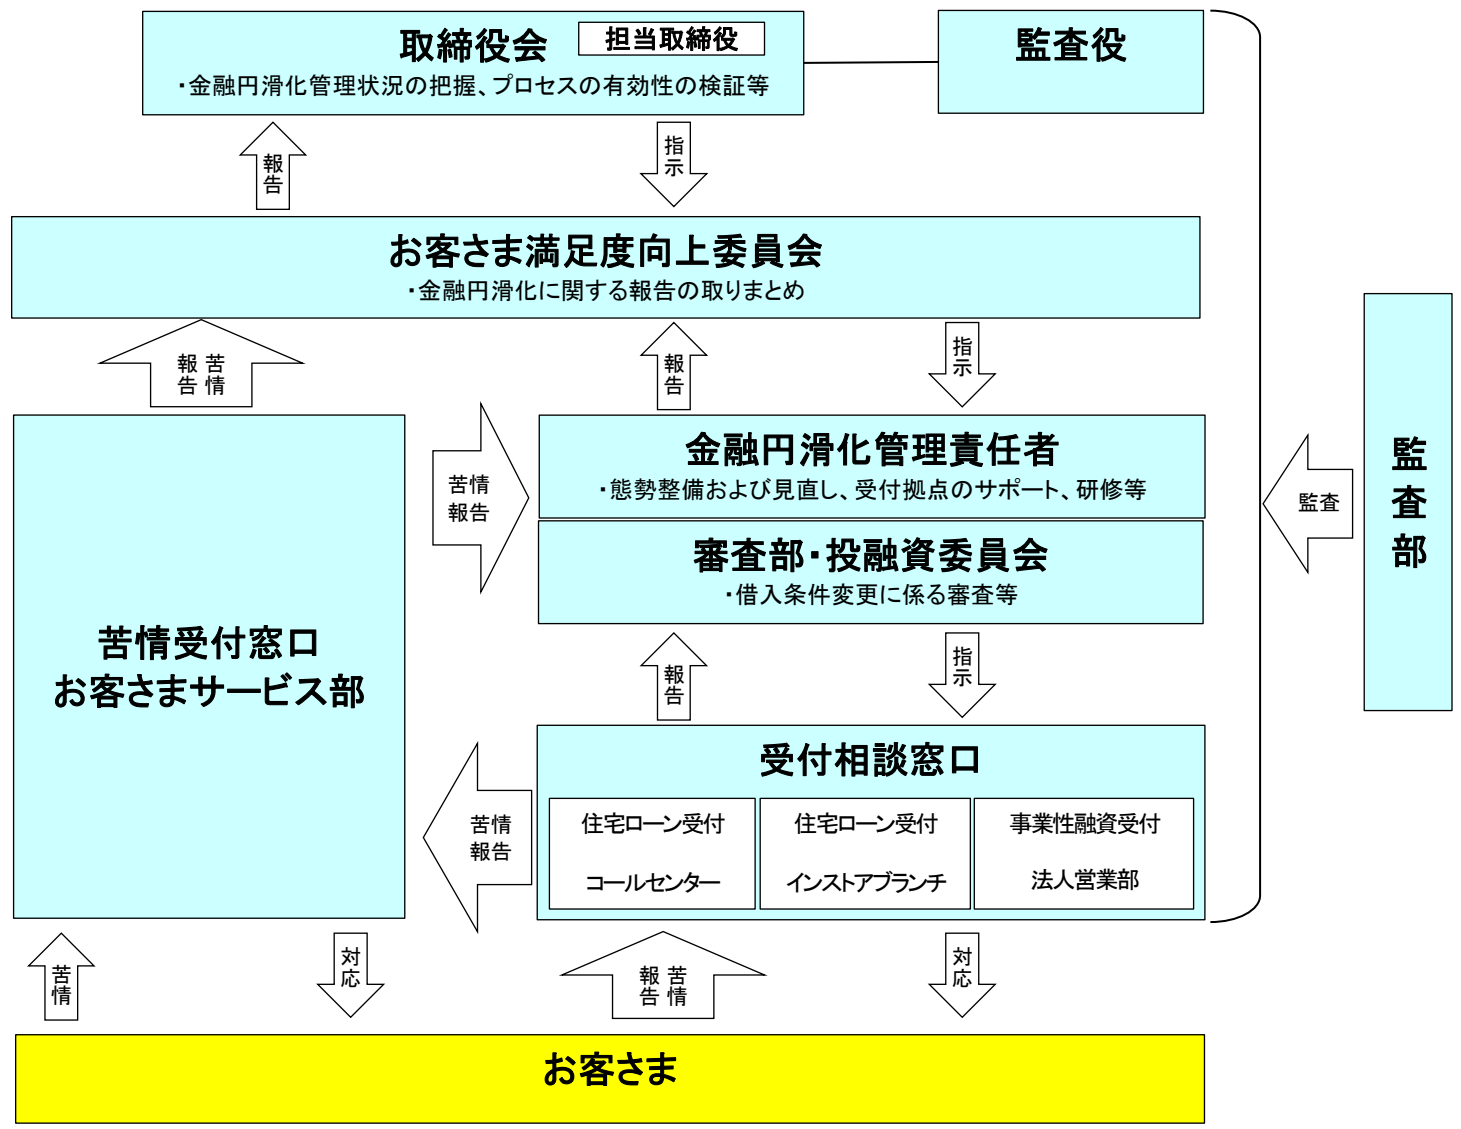 取締役会
担当取締役
・金融円滑化管理状況の把握、プロセスの有効性の検証等
監査役
報告
指示
お客さま満足度向上委員会
・金融円滑化に関する報告の取りまとめ
苦情
報告
報告
指示
苦情
報告
金融円滑化管理責任者
・態勢整備および見直し、受付拠点のサポート、研修等
審査部・投融資委員会
・借入条件変更に係る審査等
監査
監査部
苦情受付窓口
お客さまサービス部
報告
指示
受付相談窓口
住宅ローン受付
コールセンター
住宅ローン受付
インストアブランチ
事業性融資受付
法人営業部
苦情
報告
苦情
対応
苦情
報告
対応
お客さま